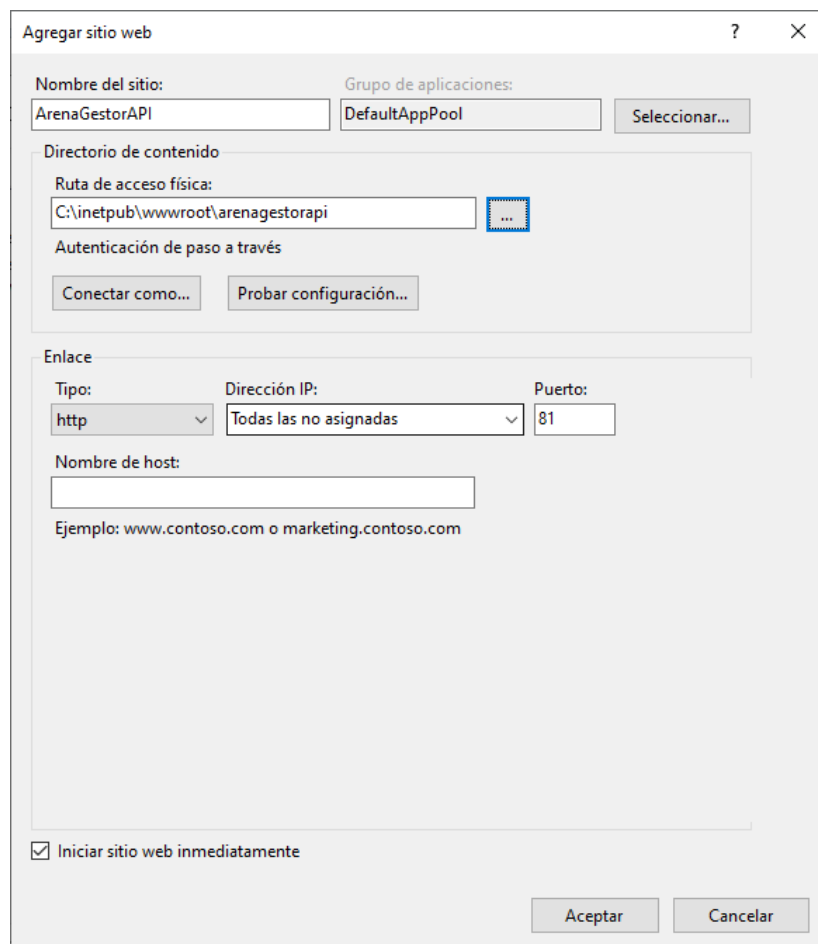 Agregar sitio web ? ×
Nombre del sitio: Grupo de aplicaciones:
ArenaGestorAPI DefaultAppPool Seleccionar...
Directorio de contenido
Ruta de acceso física:
C:\inetpub\wwwroot\arenagestorapi ...
Autenticación de paso a través
Conectar como... Probar configuración...
Enlace
Tipo: Dirección IP: Puerto:
http Todas las no asignadas 81
Nombre de host:
Ejemplo: www.contoso.com o marketing.contoso.com
Iniciar sitio web inmediatamente
Aceptar Cancelar